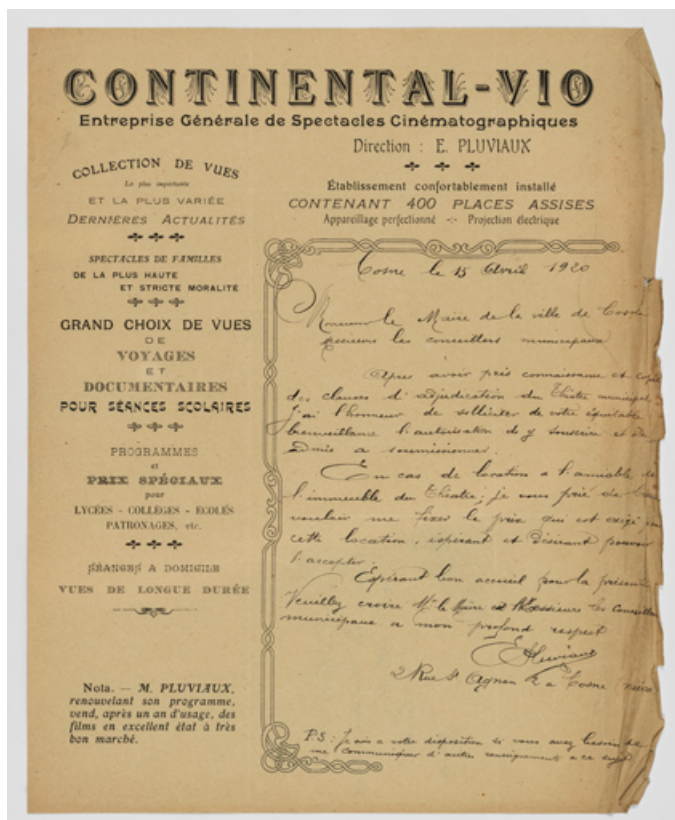 CONTINENTAL-VIO
Entreprise Générale de Spectacles Cinématographiques
Direction : E. PLUVIAUX
Établissement confortablement installé
CONTENANT 400 PLACES ASSISES
Appareillage perfectionné -:- Projection électrique
COLLECTION DE VUES
La plus importante
ET LA PLUS VARIÉE
DERNIÈRES ACTUALITÉS
SPECTACLES DE FAMILLES
DE LA PLUS HAUTE
ET STRICTE MORALITÉ
GRAND CHOIX DE VUES
DE
VOYAGES
ET
DOCUMENTAIRES
POUR SÉANCES SCOLAIRES
PROGRAMMES
et
PRIX SPÉCIAUX
pour
LYCÉES - COLLÈGES - ECOLES
PATRONAGES, etc.
SÉANCES A DOMICILE
VUES DE LONGUE DURÉE
Nota. — M. PLUVIAUX,
renouvelant son programme,
vend, après un an d'usage, des
films en excellent état à très
bon marché.
Cosne le 15 Avril 1920
Monsieur le Maire de la ville de Cosne
messieurs les conseillers municipaux
Après avoir pris connaissance et copie
des clauses d'adjudication du Théâtre municipal
J'ai l'honneur de solliciter de votre équitable
bienveillance l'autorisation d'y souscrire et
admis a soumissionner.
En cas de location a l'amiable de
l'immeuble du Théatre; je vous prie de
vouloir me fixer le prix qui est exigé
cette location, espérant et désirant pouvoir
l'accepter.
Espérant bon accueil pour la
Veuillez croire Mr le Maire et Messieurs les Conseillers
municipaux a mon profond respect
E Pluviaux
2 Rue St Agnan 2 a Cosne Nièvre
P.S : Je suis a votre disposition si vous avez besoin de
me communiquer d'autres renseignements a ce sujet